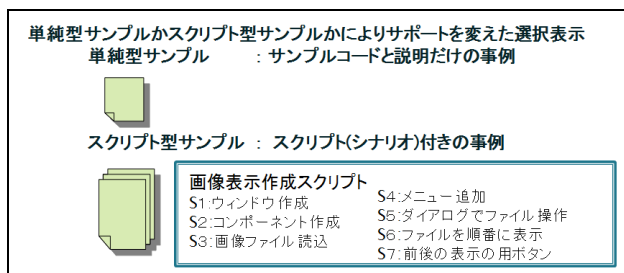 単純型サンプルかスクリプト型サンプルかによりサポートを変えた選択表示
単純型サンプル　　：サンプルコードと説明だけの事例
スクリプト型サンプル ： スクリプト(シナリオ)付きの事例
画像表示作成スクリプト
S1:ウィンドウ作成
S2:コンポーネント作成
S3:画像ファイル読込
S4:メニュー追加
S5:ダイアログでファイル操作
S6:ファイルを順番に表示
S7:前後の表示の用ボタン